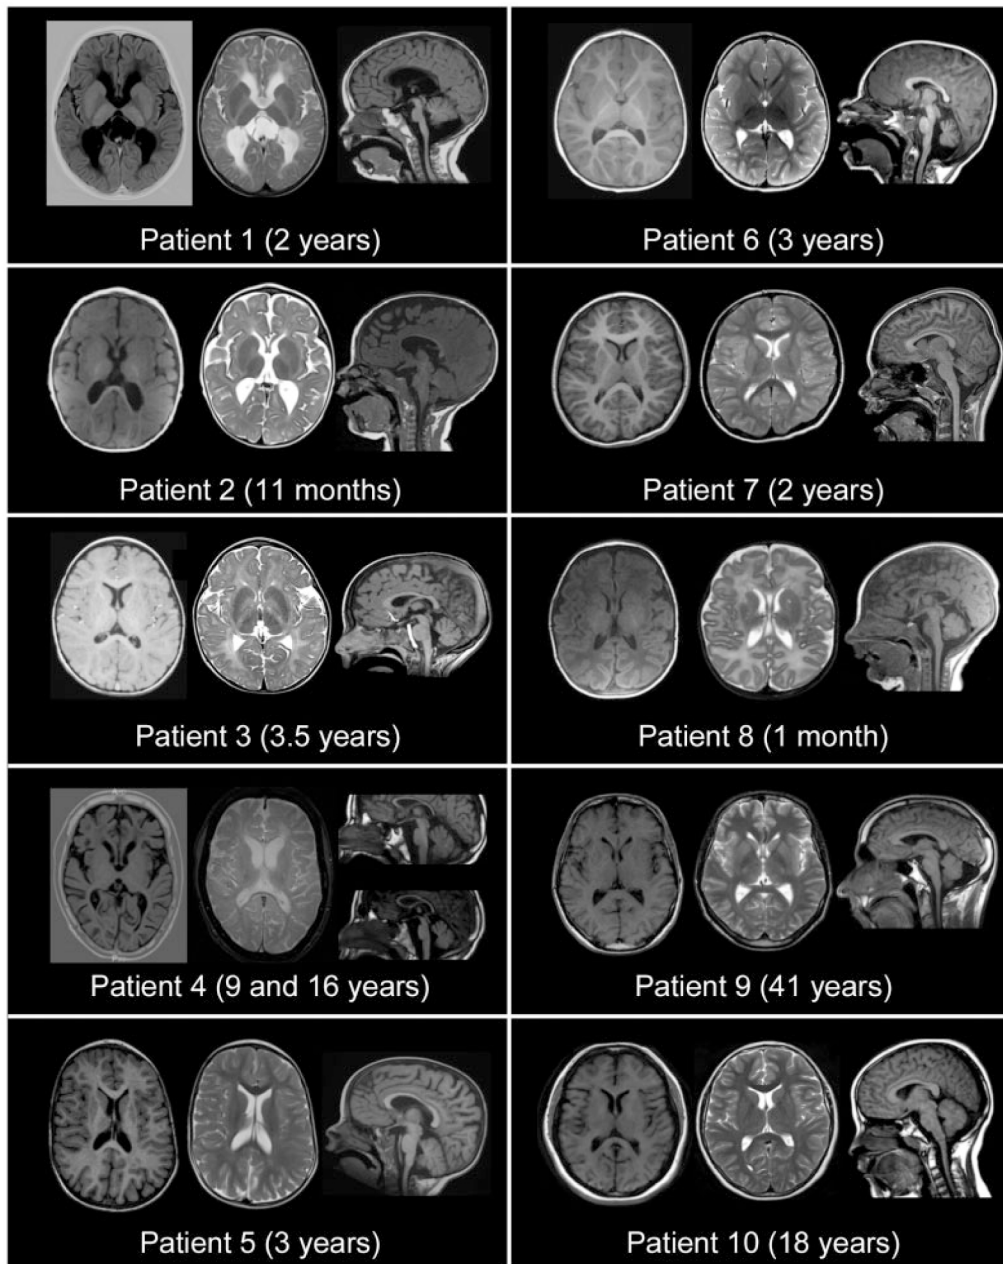 Patient 1 (2 years)
Patient 6 (3 years)
Patient 2 (11 months)
Patient 7 (2 years)
Patient 3 (3.5 years)
Patient 8 (1 month)
Patient 4 (9 and 16 years)
Patient 9 (41 years)
Patient 5 (3 years)
Patient 10 (18 years)